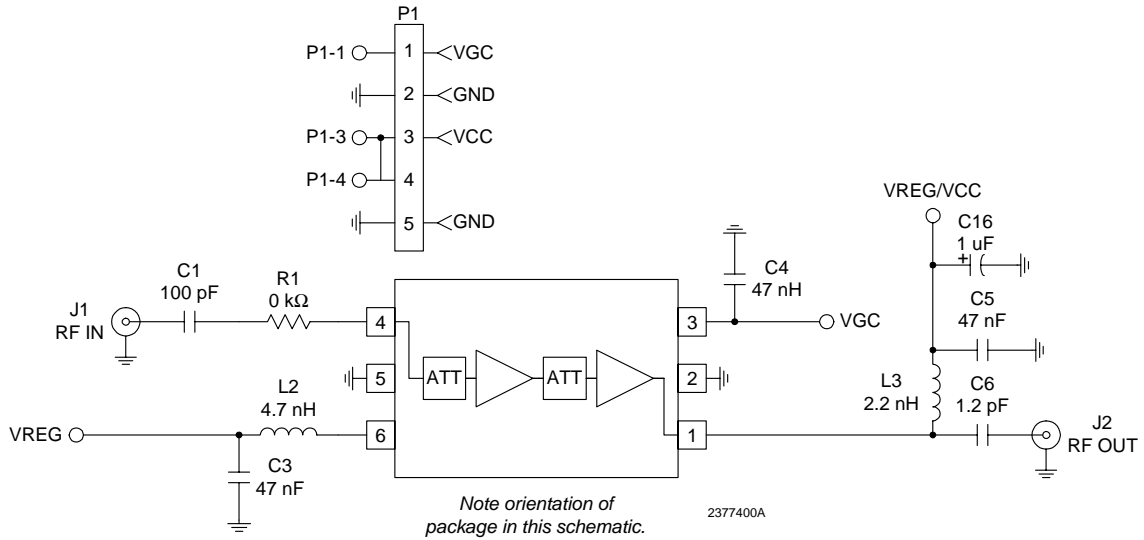 P1
P1-1
1
VGC
2
GND
P1-3
3
VCC
P1-4
4
5
GND
VREG/VCC
C16
1 uF
+
C1
100 pF
R1
0 kΩ
C4
47 nH
J1
RF IN
4
3
VGC
C5
47 nF
5
ATT
ATT
2
L2
4.7 nH
L3
2.2 nH
C6
1.2 pF
VREG
6
1
J2
RF OUT
C3
47 nF
Note orientation of
package in this schematic.
2377400A